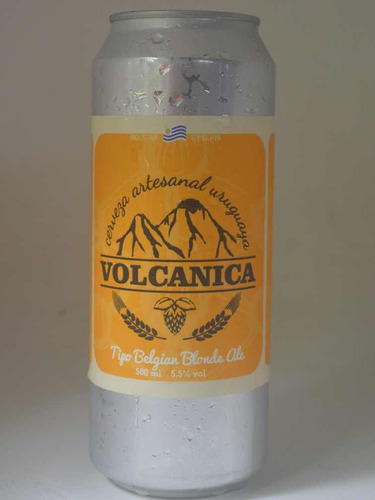 cerveza artesanal uruguaya
VOLCANICA
Tipo Belgian Blonde Ale
500 ml 5.5% vol